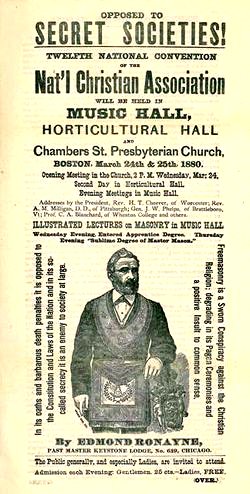 OPPOSED TO
SECRET SOCIETIES!
TWELFTH NATIONAL CONVENTION
OF THE
Nat'l Christian Association
WILL BE HELD IN
MUSIC HALL,
HORTICULTURAL HALL
AND
Chambers St. Presbyterian Church,
BOSTON. March 24th & 25th 1880.
Opening Meeting in the Church, 2 P. M. Wednesday, Mar; 24,
Second Day in Horticultural Hall,
Evening Meetings in Music Hall.
Addresses by the President, Rev. H. T. Cheever, of Worcester; Rev.
A. M. Milligan, D. D., of Pittsburgh; Gen. J. W. Phelps, of Brattleboro,
Vt; Prof C. A. Blanchard, of Wheaton College and others.
ILLUSTRATED LECTURES on MASONRY in MUSIC HALL
Wednesday Evening, Entered Apprentice Degree. Thursday
Evening "Sublime Degree of Master Mason."
In its oaths and barbarous death penalties it is opposed to
the Constitution and Laws of the Nation and in its so-
called secrecy it is an enemy to society at large.
Freemasonry is a Sworn Conspiracy against the Christian
Religion; degrading in its Pagan Ceremonies and
a positive Insult to common sense,
By EDMOND RONAYNE,
PAST MASTER KEYSTONE LODGE, No. 639, CHICAGO.
The Public generally, and especially Ladies, are invited to attend.
Admission each Evening: Gentlemen, 25 cts.—Ladies, FREE.
(OVER.)